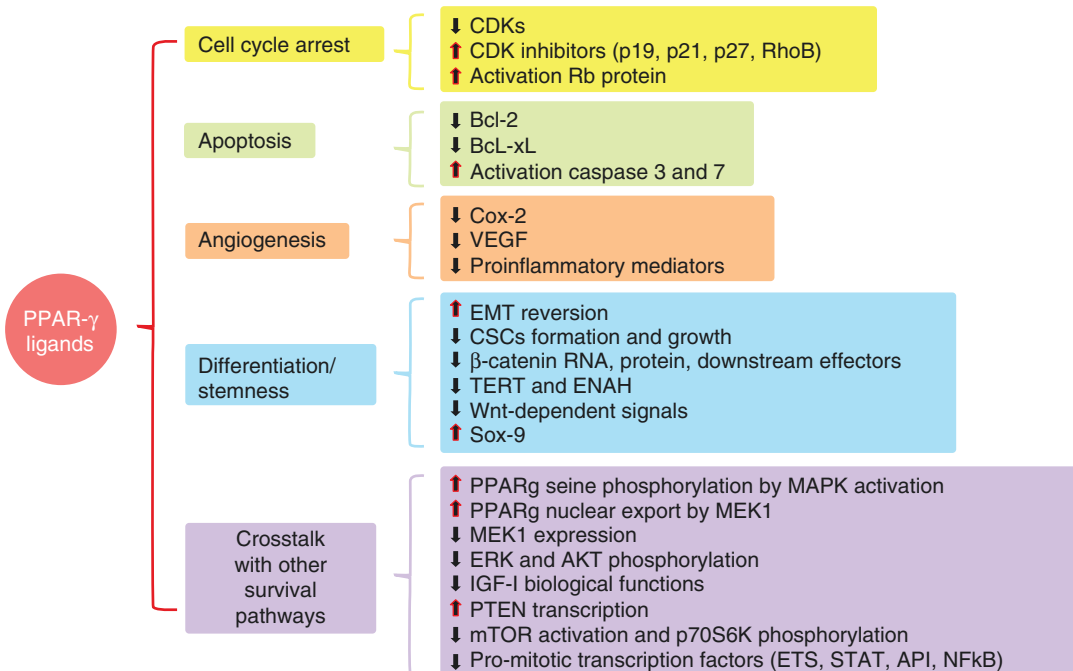 PPAR-γ
ligands
Cell cycle arrest
⬇ CDKs
⬆ CDK inhibitors (p19, p21, p27, RhoB)
⬆ Activation Rb protein
Apoptosis
⬇ Bcl-2
⬇ BcL-xL
⬆ Activation caspase 3 and 7
Angiogenesis
⬇ Cox-2
⬇ VEGF
⬇ Proinflammatory mediators
Differentiation/
stemness
⬆ EMT reversion
⬇ CSCs formation and growth
⬇ β-catenin RNA, protein, downstream effectors
⬇ TERT and ENAH
⬇ Wnt-dependent signals
⬆ Sox-9
Crosstalk
with other
survival
pathways
⬆ PPARg seine phosphorylation by MAPK activation
⬆ PPARg nuclear export by MEK1
⬇ MEK1 expression
⬇ ERK and AKT phosphorylation
⬇ IGF-I biological functions
⬆ PTEN transcription
⬇ mTOR activation and p70S6K phosphorylation
⬇ Pro-mitotic transcription factors (ETS, STAT, API, NFkB)